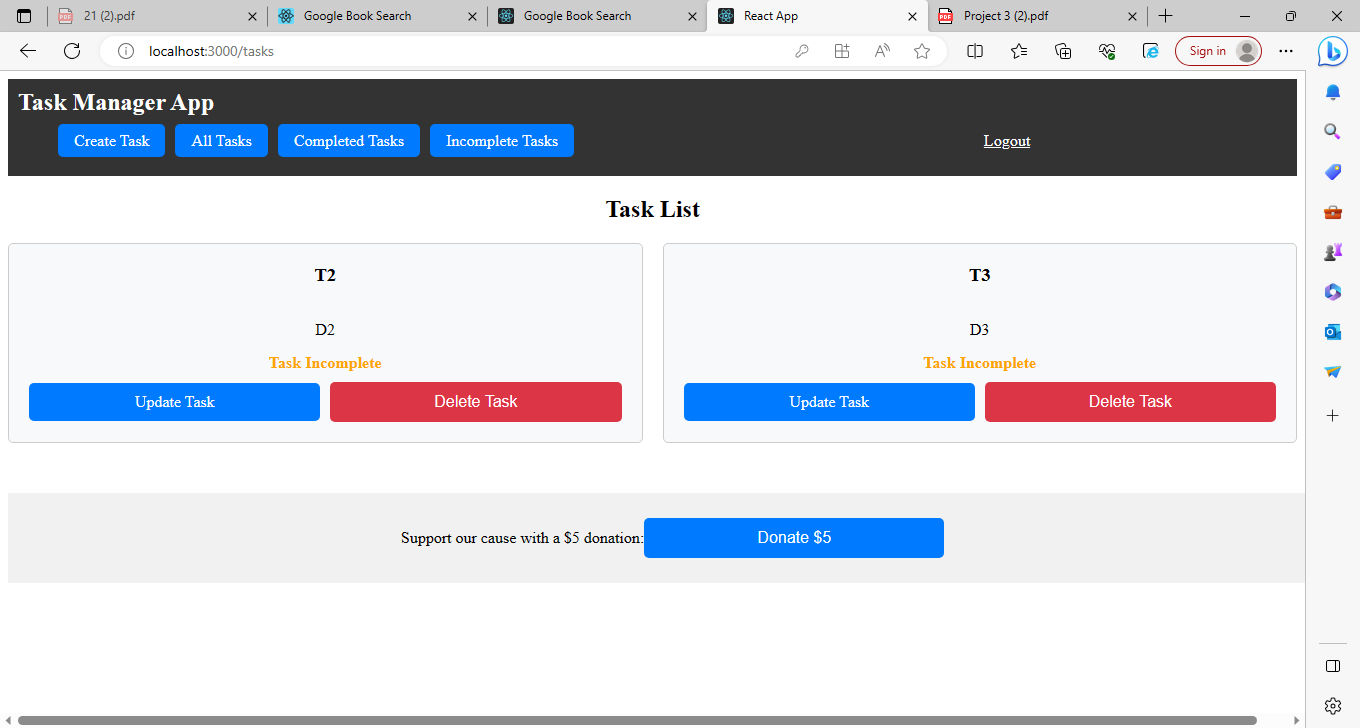 21 (2).pdf
Google Book Search
Google Book Search
React App
Project 3 (2).pdf
localhost:3000/tasks
Sign in
Task Manager App
Create Task
All Tasks
Completed Tasks
Incomplete Tasks
Logout
Task List
T2
T3
D2
D3
Task Incomplete
Task Incomplete
Update Task
Delete Task
Update Task
Delete Task
Support our cause with a $5 donation:
Donate $5